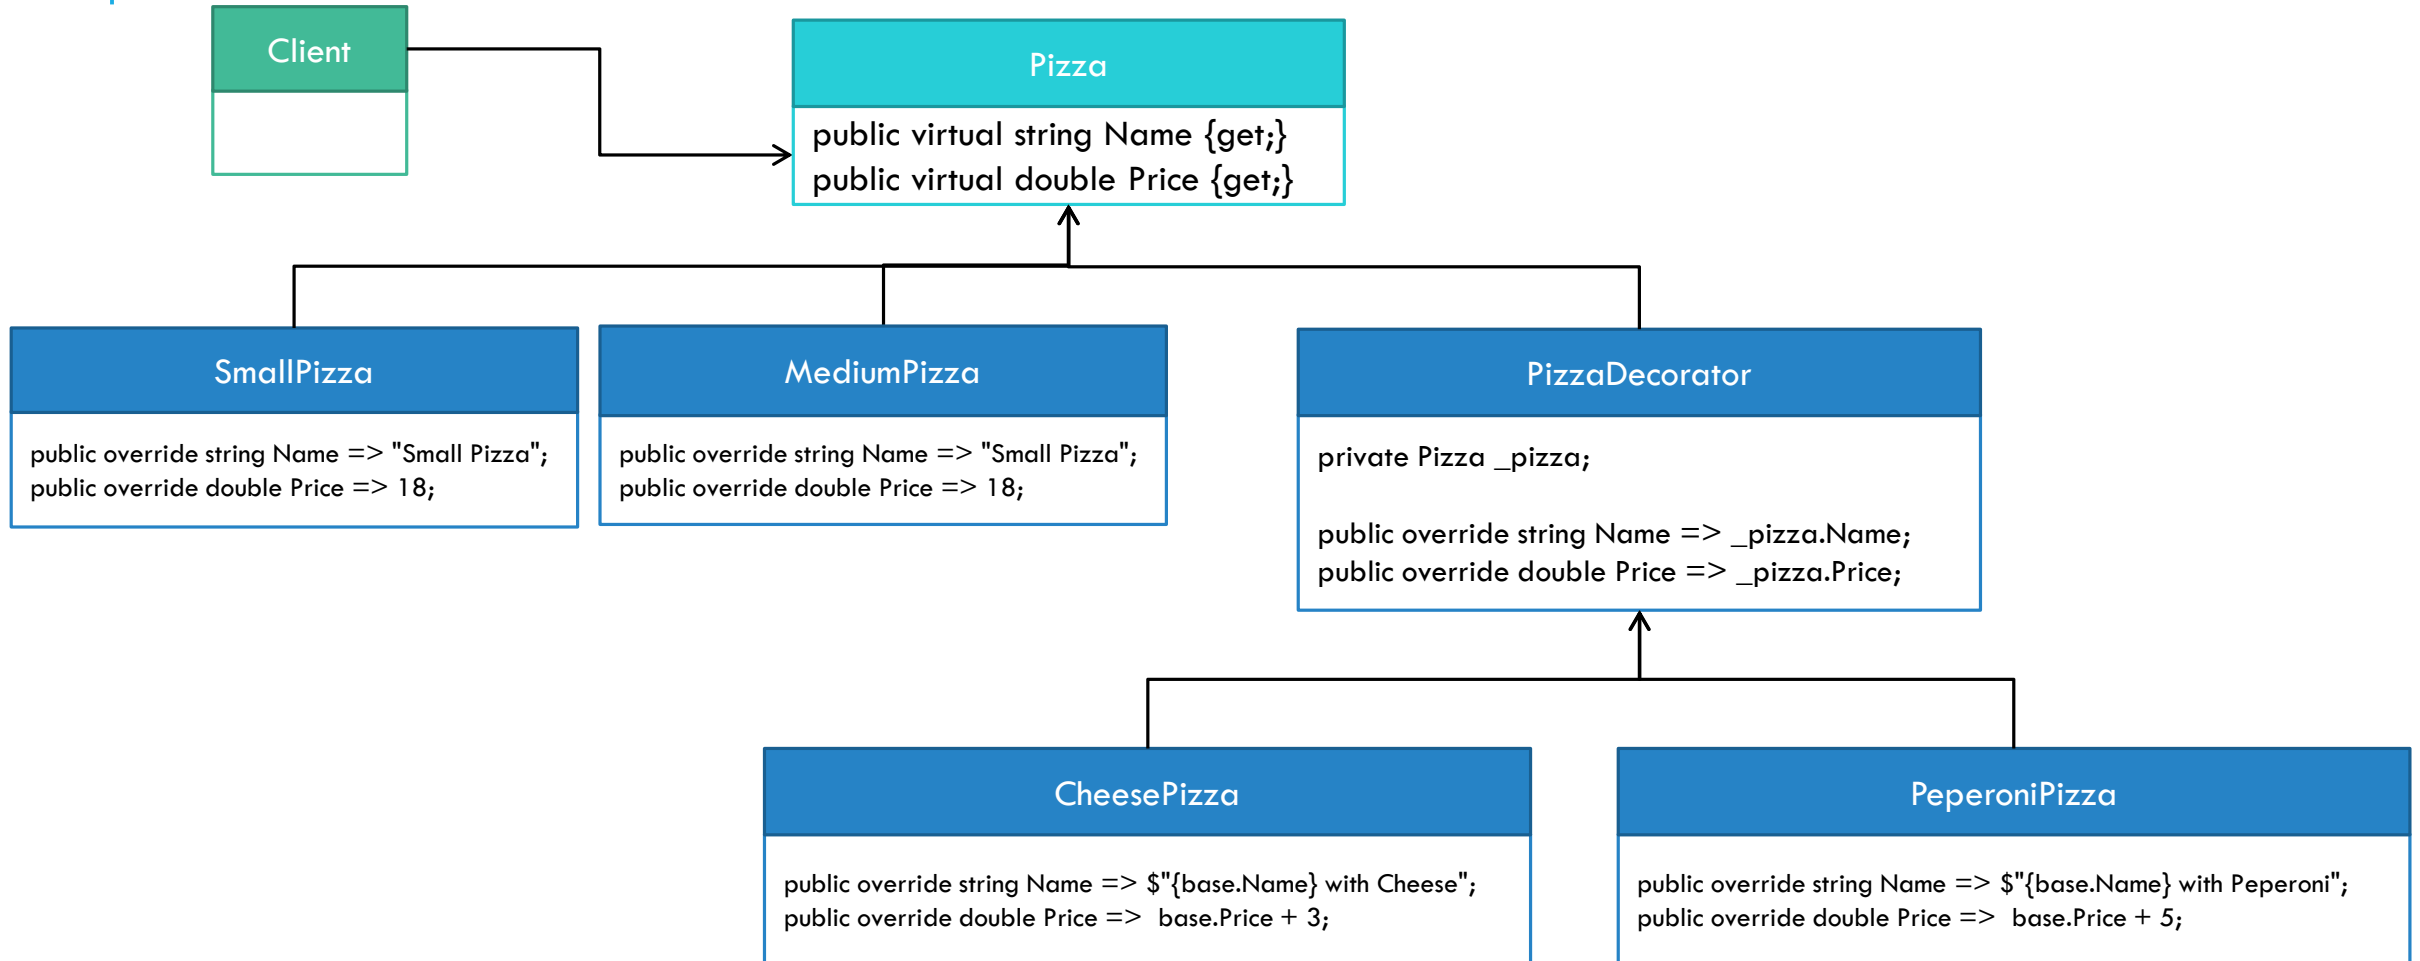 Client
Pizza
public virtual string Name {get;}
public virtual double Price {get;}
SmallPizza
public override string Name => "Small Pizza";
public override double Price => 18;
MediumPizza
public override string Name => "Small Pizza";
public override double Price => 18;
PizzaDecorator
private Pizza _pizza;
public override string Name => _pizza.Name;
public override double Price => _pizza.Price;
CheesePizza
public override string Name => $"{base.Name} with Cheese";
public override double Price => base.Price + 3;
PeperoniPizza
public override string Name => $"{base.Name} with Peperoni";
public override double Price => base.Price + 5;